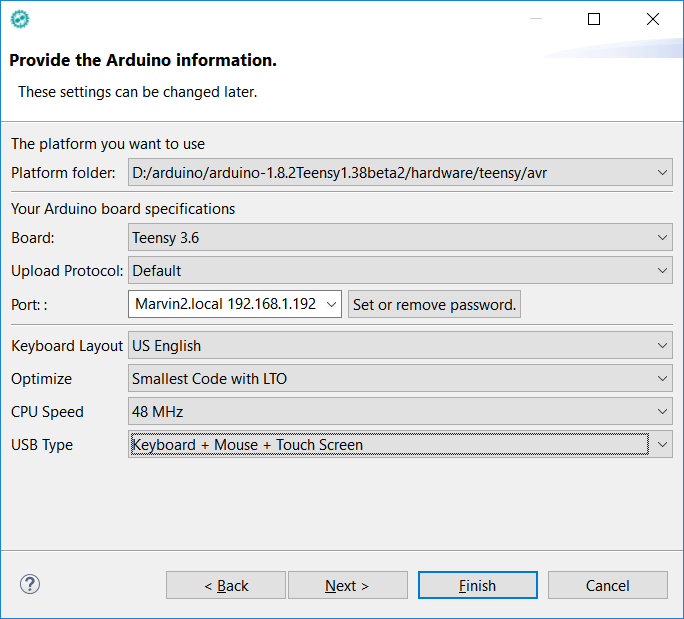 Provide the Arduino information.
These settings can be changed later.
The platform you want to use
Platform folder: D:/arduino/arduino-1.8.2Teensy1.38beta2/hardware/teensy/avr
Your Arduino board specifications
Board: Teensy 3.6
Upload Protocol: Default
Port: : Marvin2.local 192.168.1.192 Set or remove password.
Keyboard Layout US English
Optimize Smallest Code with LTO
CPU Speed 48 MHz
USB Type Keyboard + Mouse + Touch Screen
? < Back Next > Finish Cancel